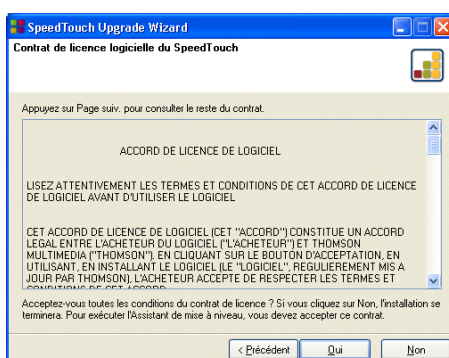 SpeedTouch Upgrade Wizard
Contrat de licence logicielle du SpeedTouch
Appuyez sur Page suiv. pour consulter le reste du contrat.
ACCORD DE LICENCE DE LOGICIEL
LISEZ ATTENTIVEMENT LES TERMES ET CONDITIONS DE CET ACCORD DE LICENCE
DE LOGICIEL AVANT D'UTILISER LE LOGICIEL
CET ACCORD DE LICENCE DE LOGICIEL (CET "ACCORD") CONSTITUE UN ACCORD
LEGAL ENTRE L'ACHETEUR DU LOGICIEL ("L'ACHETEUR") ET THOMSON
MULTIMEDIA ("THOMSON"). EN CLIQUANT SUR LE BOUTON D'ACCEPTATION, EN
UTILISANT, EN INSTALLANT LE LOGICIEL (LE "LOGICIEL", REGULIEREMENT MIS A
JOUR PAR THOMSON), L'ACHETEUR ACCEPTE DE RESPECTER LES TERMES ET
CONDITIONS DE CET ACCORD
Acceptez-vous toutes les conditions du contrat de licence ? Si vous cliquez sur Non, l'installation se
terminera. Pour exécuter l'Assistant de mise à niveau, vous devez accepter ce contrat.
< Précédent Oui Non